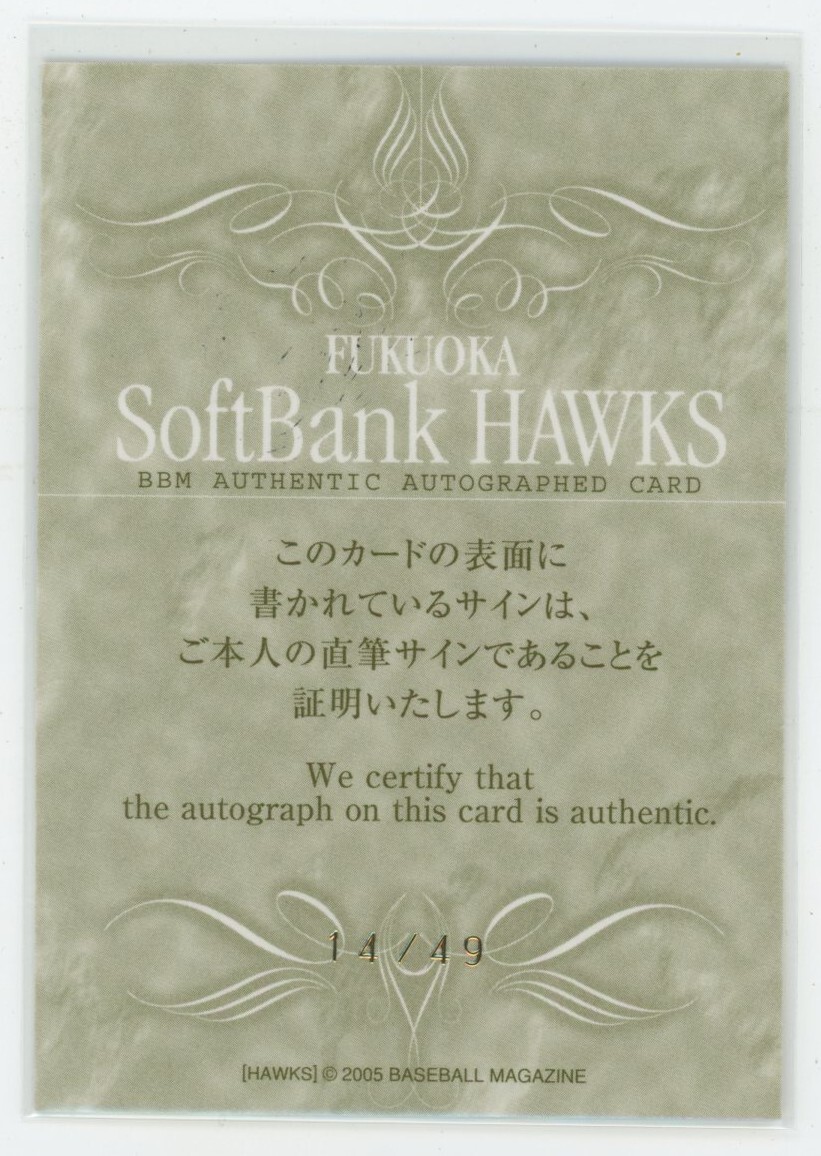 FUKUOKA
SoftBank HAWKS
BBM AUTHENTIC AUTOGRAPHED CARD
このカードの表面に
書かれているサインは、
ご本人の直筆サインであることを
証明いたします。
We certify that
the autograph on this card is authentic.
14/49
[HAWKS] © 2005 BASEBALL MAGAZINE